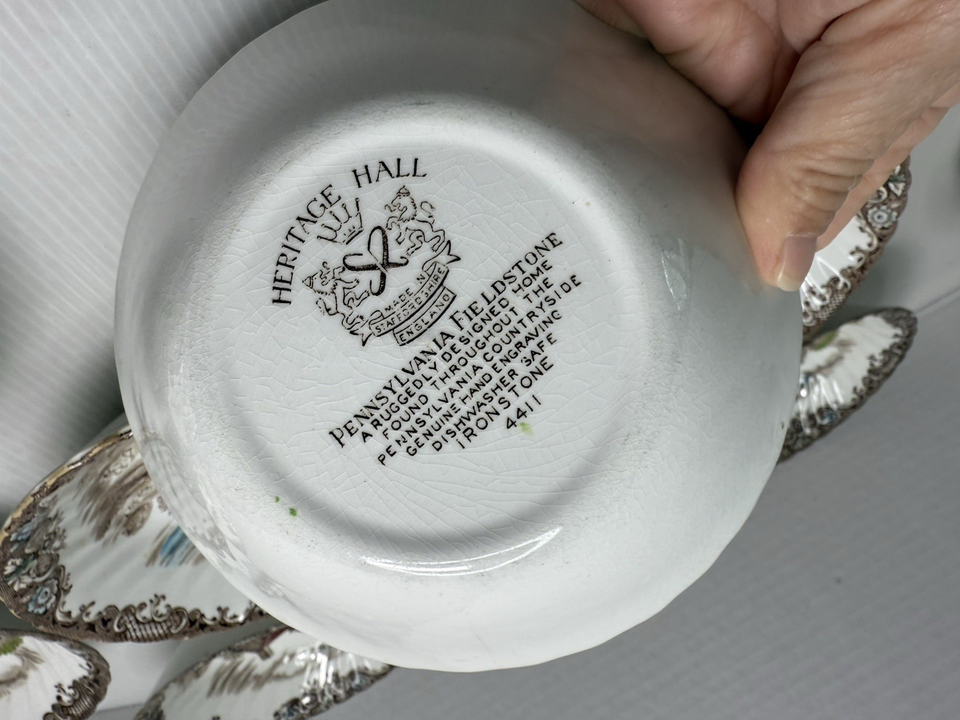 HERITAGE HALL
MADE IN
STAFFORDSHIRE
ENGLAND
PENNSYLVANIA FIELDSTONE
A RUGGEDLY DESIGNED HOME
FOUND THROUGHOUT THE
PENNSYLVANIA COUNTRYSIDE
GENUINE HAND ENGRAVING
DISHWASHER SAFE
IRONSTONE
4411